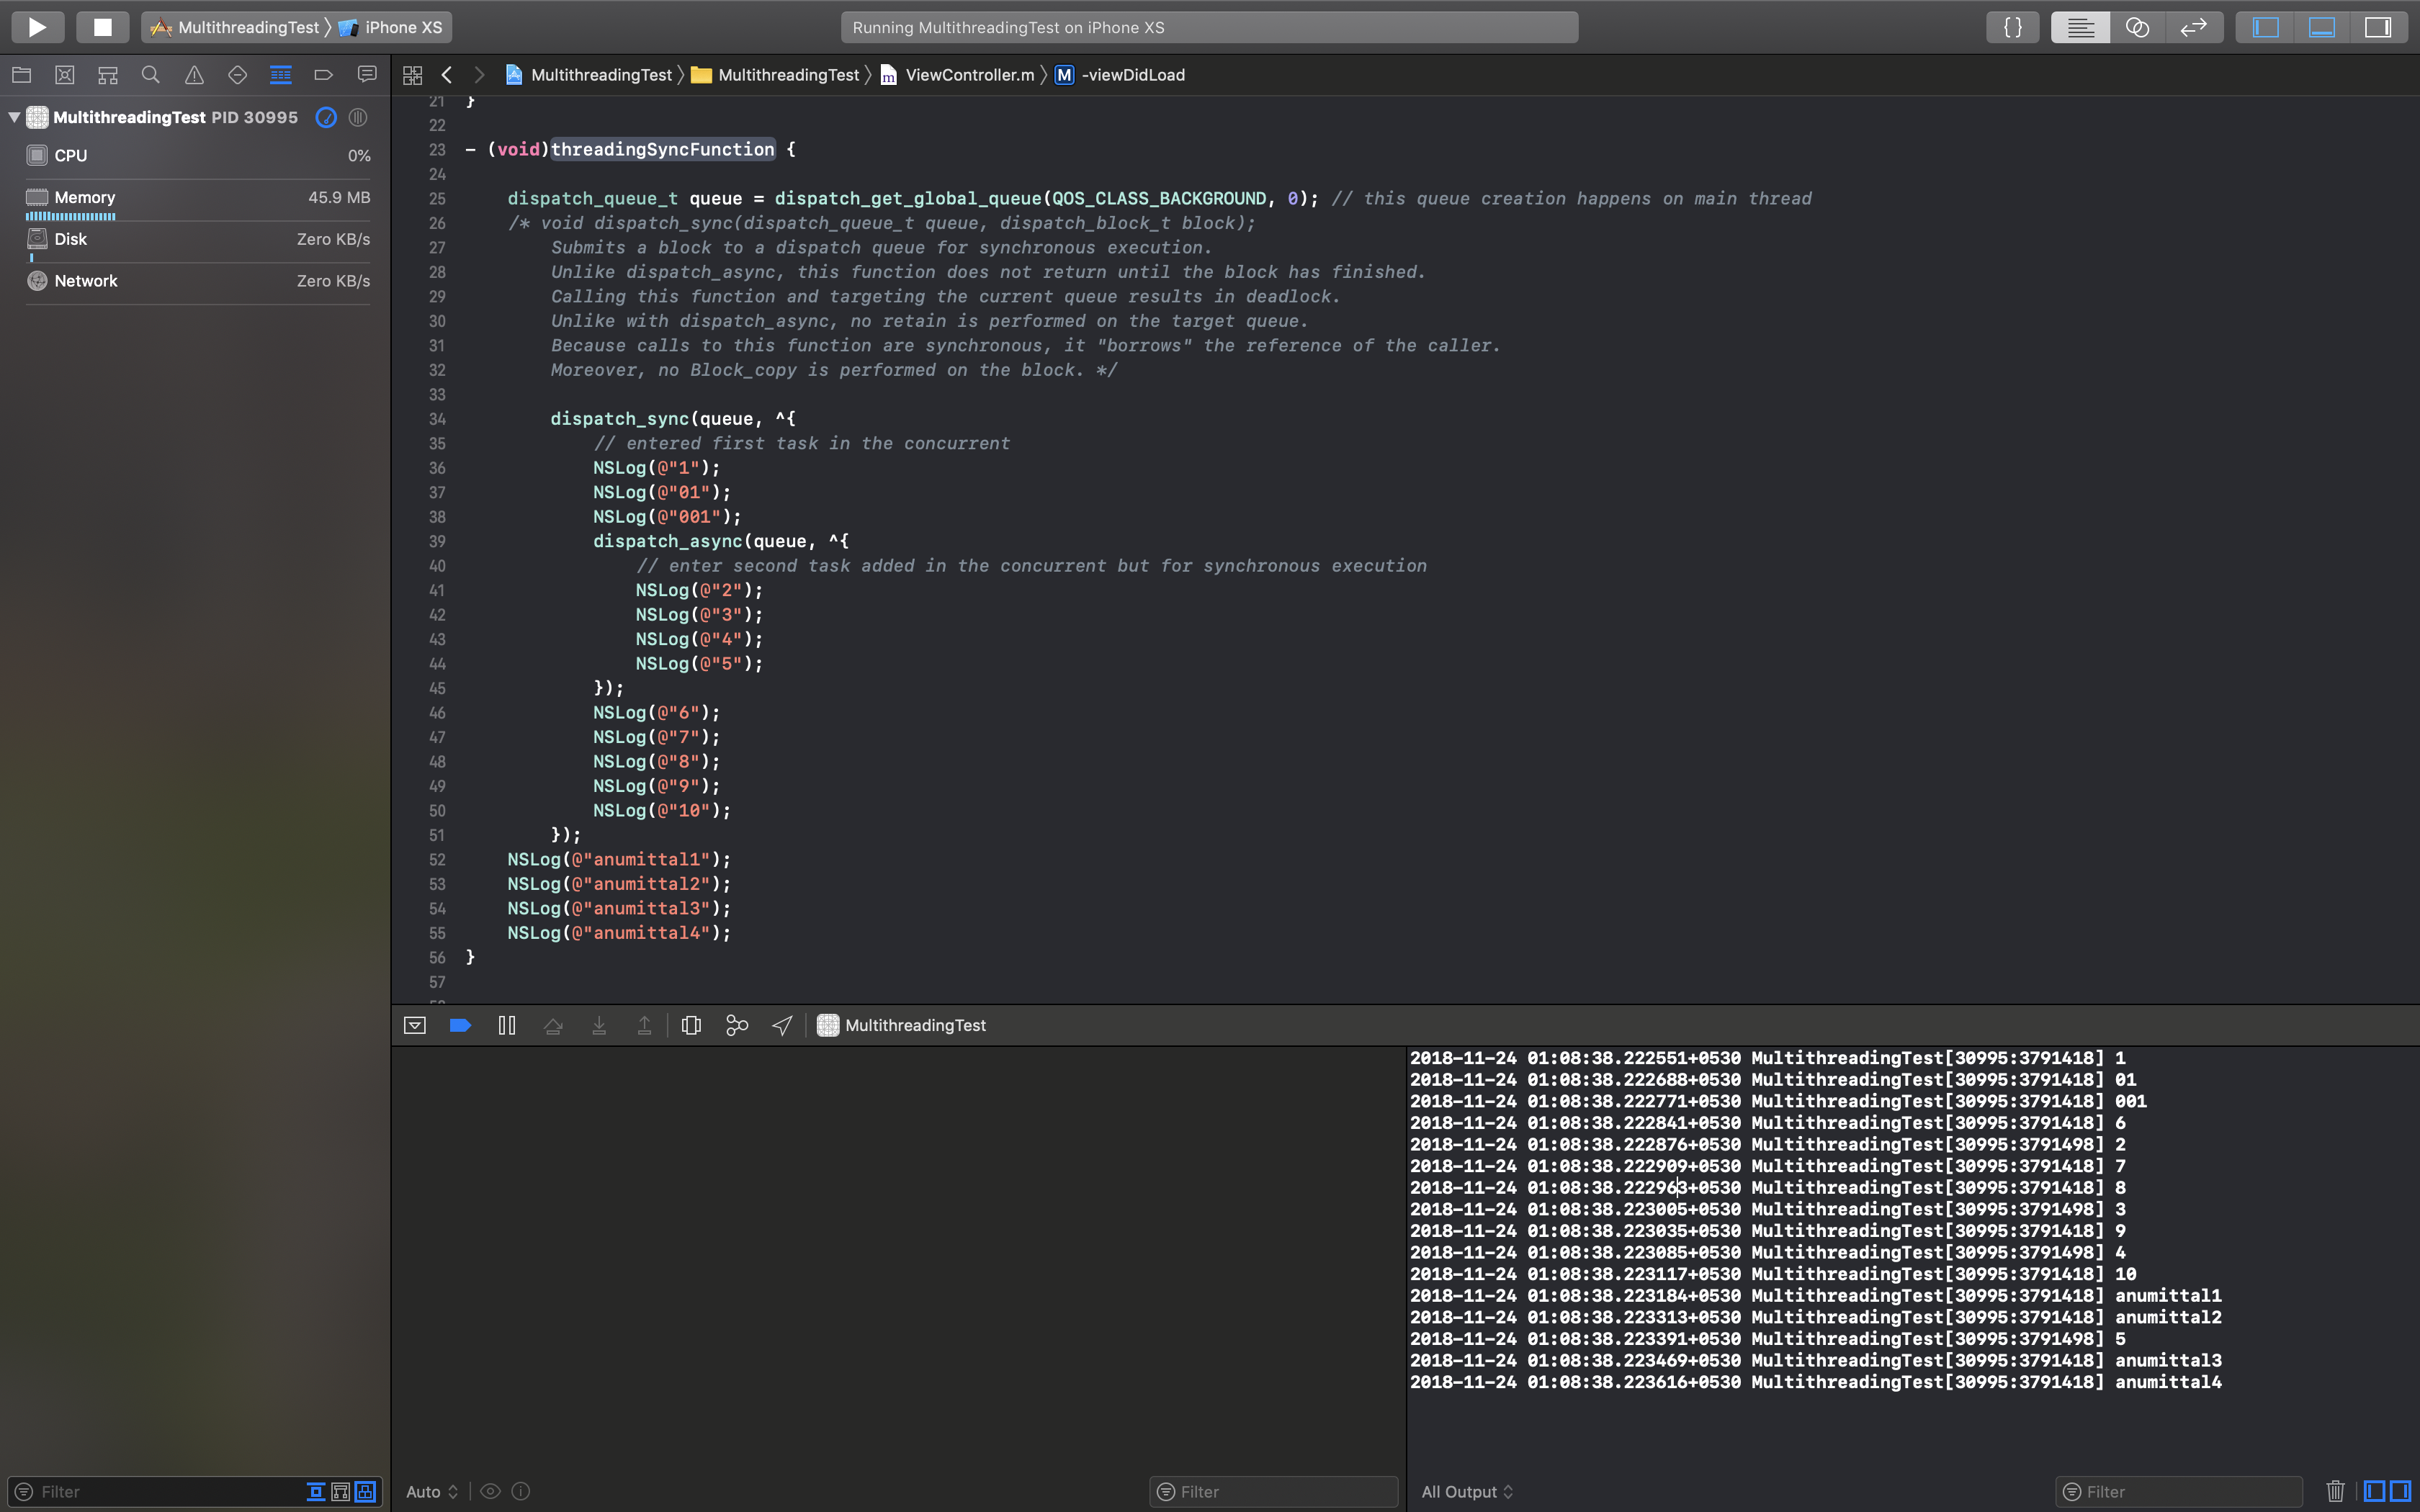 MultithreadingTest 〉 iPhone XS
Running MultithreadingTest on iPhone XS
{ }
MultithreadingTest 〉 MultithreadingTest 〉 m ViewController.m 〉 M -viewDidLoad
MultithreadingTest PID 30995
CPU 0%
Memory 45.9 MB
Disk Zero KB/s
Network Zero KB/s
21 }
22
23 - (void)threadingSyncFunction {
24
25 dispatch_queue_t queue = dispatch_get_global_queue(QOS_CLASS_BACKGROUND, 0); // this queue creation happens on main thread
26 /* void dispatch_sync(dispatch_queue_t queue, dispatch_block_t block);
27 Submits a block to a dispatch queue for synchronous execution.
28 Unlike dispatch_async, this function does not return until the block has finished.
29 Calling this function and targeting the current queue results in deadlock.
30 Unlike with dispatch_async, no retain is performed on the target queue.
31 Because calls to this function are synchronous, it "borrows" the reference of the caller.
32 Moreover, no Block_copy is performed on the block. */
33
34 dispatch_sync(queue, ^{
35 // entered first task in the concurrent
36 NSLog(@"1");
37 NSLog(@"01");
38 NSLog(@"001");
39 dispatch_async(queue, ^{
40 // enter second task added in the concurrent but for synchronous execution
41 NSLog(@"2");
42 NSLog(@"3");
43 NSLog(@"4");
44 NSLog(@"5");
45 });
46 NSLog(@"6");
47 NSLog(@"7");
48 NSLog(@"8");
49 NSLog(@"9");
50 NSLog(@"10");
51 });
52 NSLog(@"anumittal1");
53 NSLog(@"anumittal2");
54 NSLog(@"anumittal3");
55 NSLog(@"anumittal4");
56 }
57
MultithreadingTest
2018-11-24 01:08:38.222551+0530 MultithreadingTest[30995:3791418] 1
2018-11-24 01:08:38.222688+0530 MultithreadingTest[30995:3791418] 01
2018-11-24 01:08:38.222771+0530 MultithreadingTest[30995:3791418] 001
2018-11-24 01:08:38.222841+0530 MultithreadingTest[30995:3791418] 6
2018-11-24 01:08:38.222876+0530 MultithreadingTest[30995:3791498] 2
2018-11-24 01:08:38.222909+0530 MultithreadingTest[30995:3791418] 7
2018-11-24 01:08:38.222963+0530 MultithreadingTest[30995:3791418] 8
2018-11-24 01:08:38.223005+0530 MultithreadingTest[30995:3791498] 3
2018-11-24 01:08:38.223035+0530 MultithreadingTest[30995:3791418] 9
2018-11-24 01:08:38.223085+0530 MultithreadingTest[30995:3791498] 4
2018-11-24 01:08:38.223117+0530 MultithreadingTest[30995:3791418] 10
2018-11-24 01:08:38.223184+0530 MultithreadingTest[30995:3791418] anumittal1
2018-11-24 01:08:38.223313+0530 MultithreadingTest[30995:3791418] anumittal2
2018-11-24 01:08:38.223391+0530 MultithreadingTest[30995:3791498] 5
2018-11-24 01:08:38.223469+0530 MultithreadingTest[30995:3791418] anumittal3
2018-11-24 01:08:38.223616+0530 MultithreadingTest[30995:3791418] anumittal4
Filter
Auto
Filter
All Output
Filter